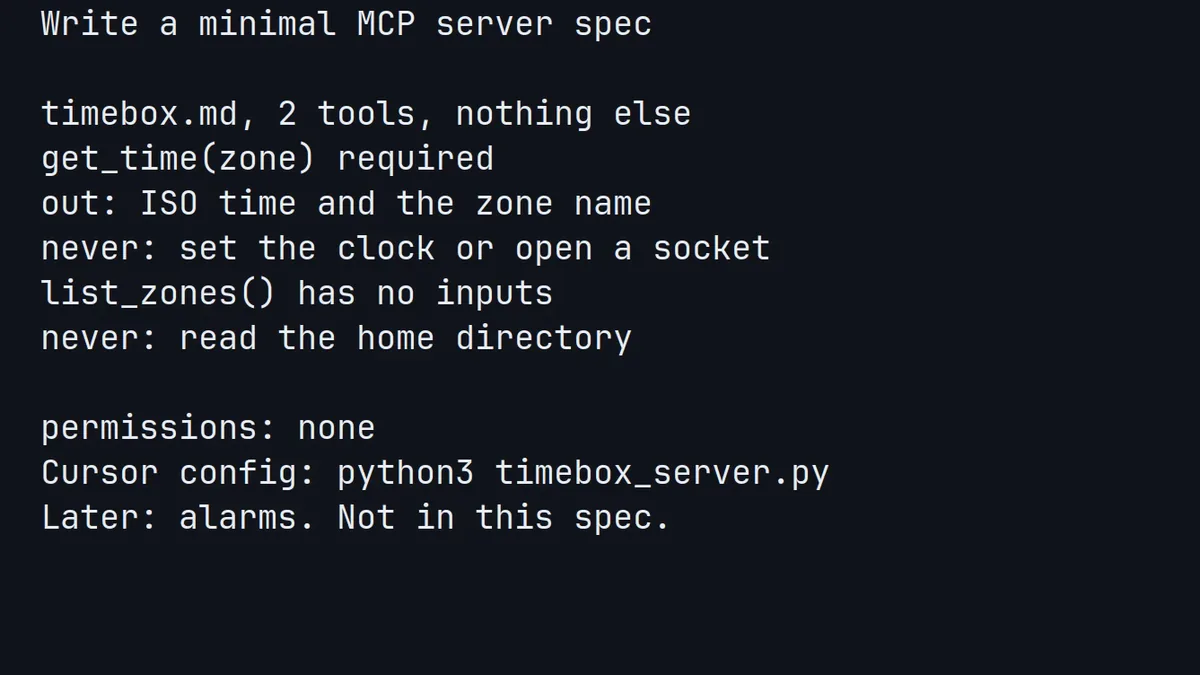 Write a minimal MCP server spec
timebox.md, 2 tools, nothing else
get_time(zone) required
out: ISO time and the zone name
never: set the clock or open a socket
list_zones() has no inputs
never: read the home directory
permissions: none
Cursor config: python3 timebox_server.py
Later: alarms. Not in this spec.